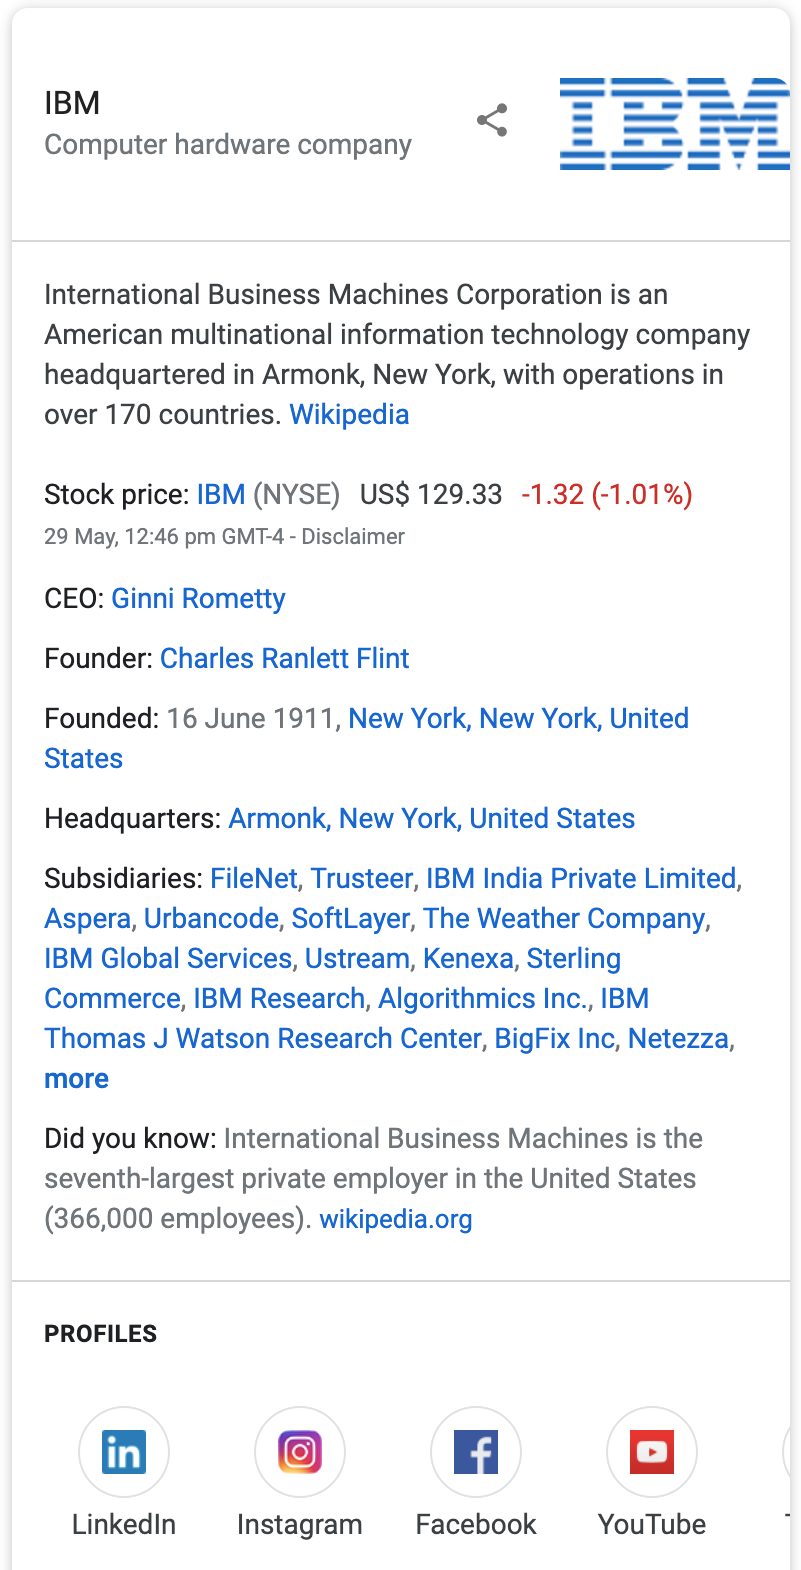 IBM
Computer hardware company
IBM
International Business Machines Corporation is an
American multinational information technology company
headquartered in Armonk, New York, with operations in
over 170 countries. Wikipedia
Stock price: IBM (NYSE) US$ 129.33 -1.32 (-1.01%)
29 May, 12:46 pm GMT-4 - Disclaimer
CEO: Ginni Rometty
Founder: Charles Ranlett Flint
Founded: 16 June 1911, New York, New York, United
States
Headquarters: Armonk, New York, United States
Subsidiaries: FileNet, Trusteer, IBM India Private Limited,
Aspera, Urbancode, SoftLayer, The Weather Company,
IBM Global Services, Ustream, Kenexa, Sterling
Commerce, IBM Research, Algorithmics Inc., IBM
Thomas J Watson Research Center, BigFix Inc, Netezza,
more
Did you know: International Business Machines is the
seventh-largest private employer in the United States
(366,000 employees). wikipedia.org
PROFILES
LinkedIn Instagram Facebook YouTube